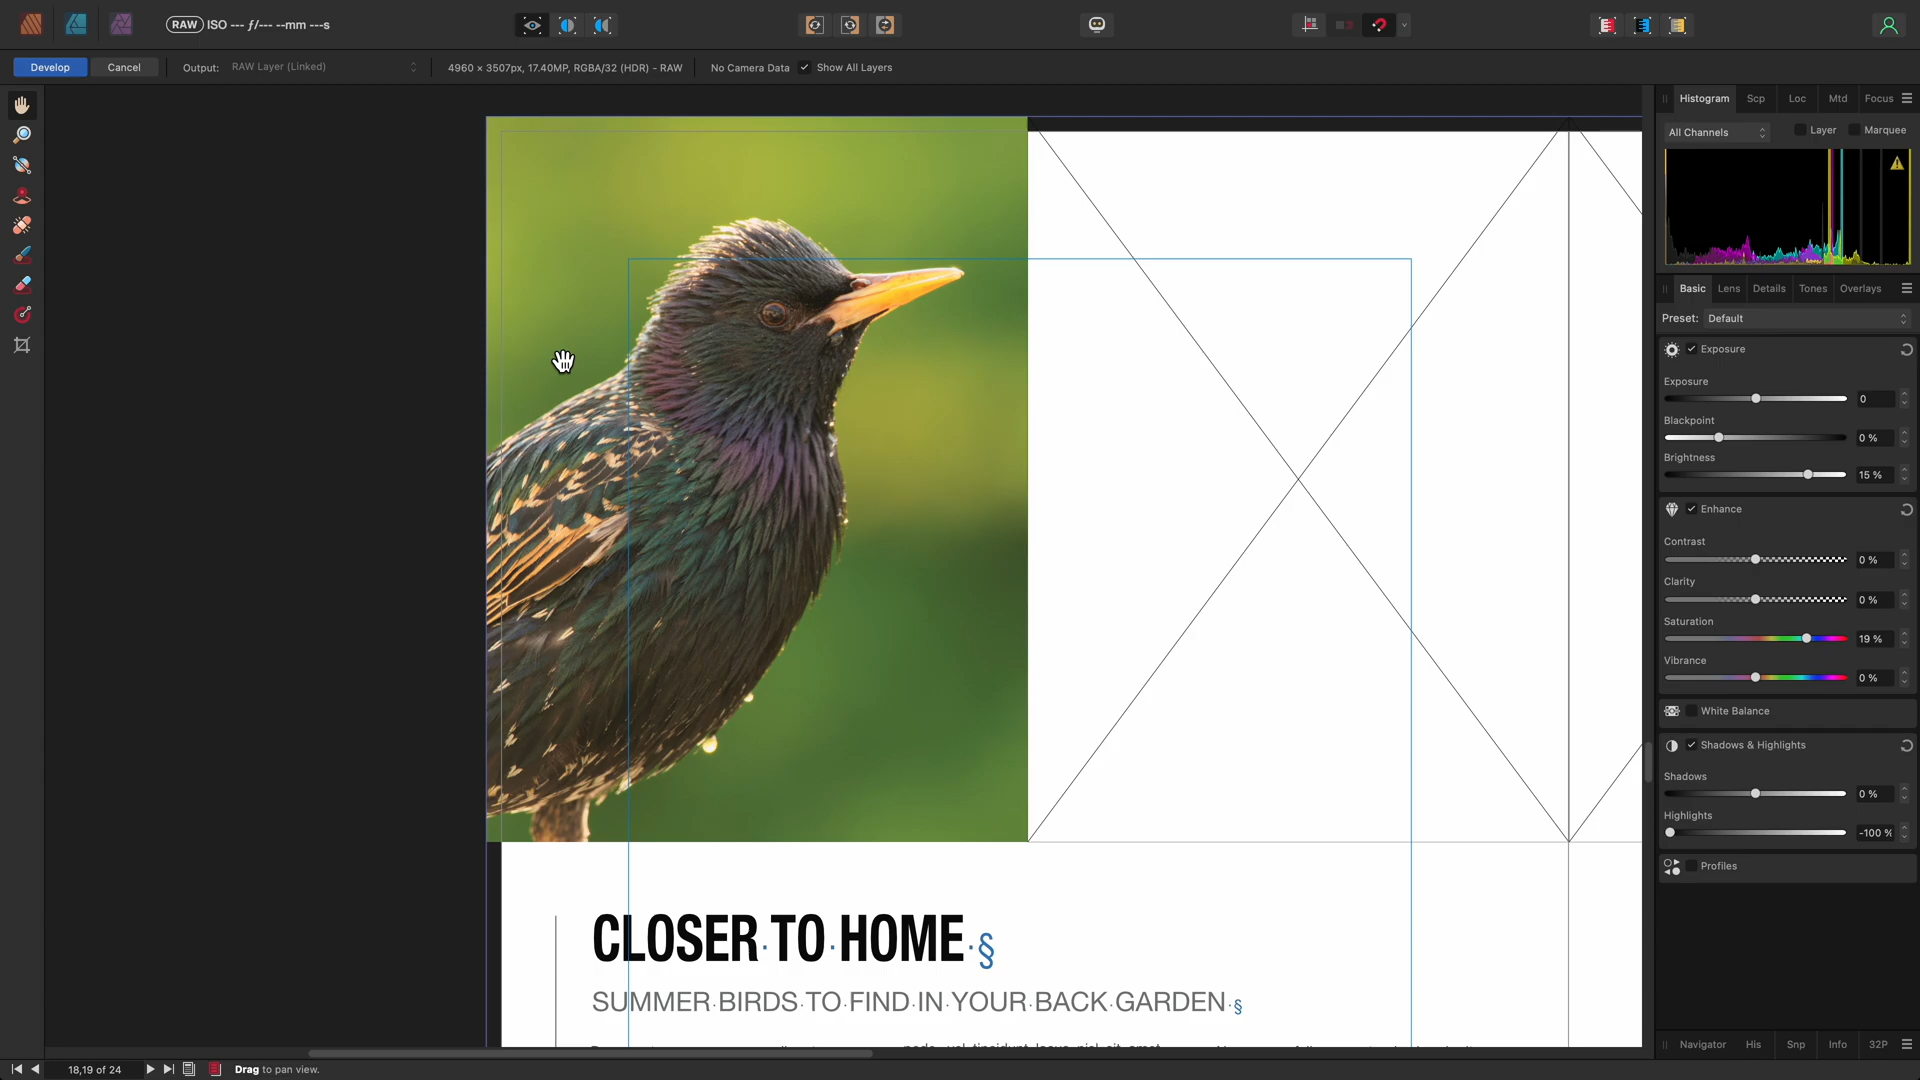 RAW ISO --- ƒ/--- --mm ---s
Develop Cancel Output: RAW Layer (Linked) 4960 × 3507px, 17.40MP, RGBA/32 (HDR) - RAW No Camera Data Show All Layers
Histogram Scp Loc Mtd Focus
All Channels Layer Marquee
Basic Lens Details Tones Overlays
Preset: Default
Exposure
Exposure
0
Blackpoint
0 %
Brightness
15 %
Enhance
Contrast
0 %
Clarity
0 %
Saturation
19 %
Vibrance
0 %
White Balance
Shadows & Highlights
Shadows
0 %
Highlights
-100 %
Profiles
CLOSER·TO·HOME·§
SUMMER·BIRDS·TO·FIND·IN·YOUR·BACK·GARDEN·§
Navigator His Snp Info 32P
18,19 of 24 Drag to pan view.